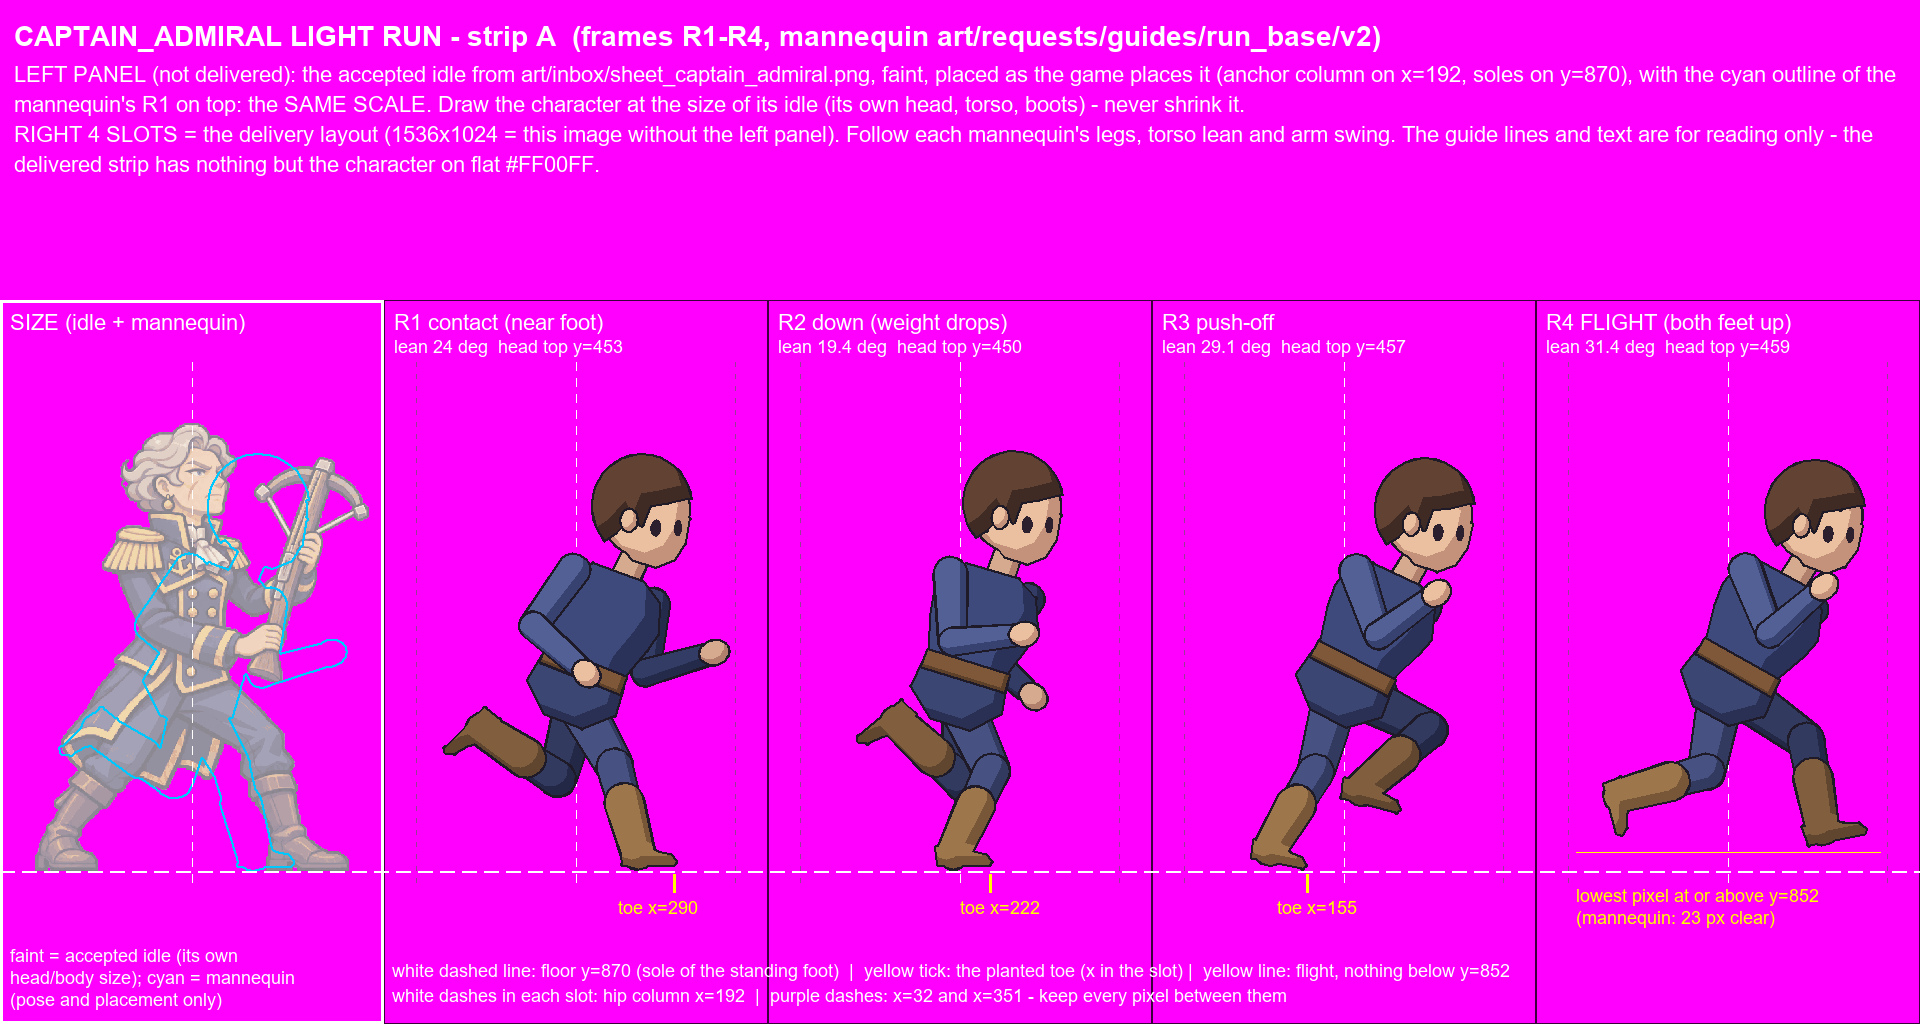 CAPTAIN_ADMIRAL LIGHT RUN - strip A  (frames R1-R4, mannequin art/requests/guides/run_base/v2)
LEFT PANEL (not delivered): the accepted idle from art/inbox/sheet_captain_admiral.png, faint, placed as the game places it (anchor column on x=192, soles on y=870), with the cyan outline of the
mannequin's R1 on top: the SAME SCALE. Draw the character at the size of its idle (its own head, torso, boots) - never shrink it.
RIGHT 4 SLOTS = the delivery layout (1536x1024 = this image without the left panel). Follow each mannequin's legs, torso lean and arm swing. The guide lines and text are for reading only - the
delivered strip has nothing but the character on flat #FF00FF.
SIZE (idle + mannequin)
R1 contact (near foot)
lean 24 deg  head top y=453
R2 down (weight drops)
lean 19.4 deg  head top y=450
R3 push-off
lean 29.1 deg  head top y=457
R4 FLIGHT (both feet up)
lean 31.4 deg  head top y=459
toe x=290
toe x=222
toe x=155
lowest pixel at or above y=852
(mannequin: 23 px clear)
faint = accepted idle (its own
head/body size); cyan = mannequin
(pose and placement only)
white dashed line: floor y=870 (sole of the standing foot)  |  yellow tick: the planted toe (x in the slot) |  yellow line: flight, nothing below y=852
white dashes in each slot: hip column x=192  |  purple dashes: x=32 and x=351 - keep every pixel between them